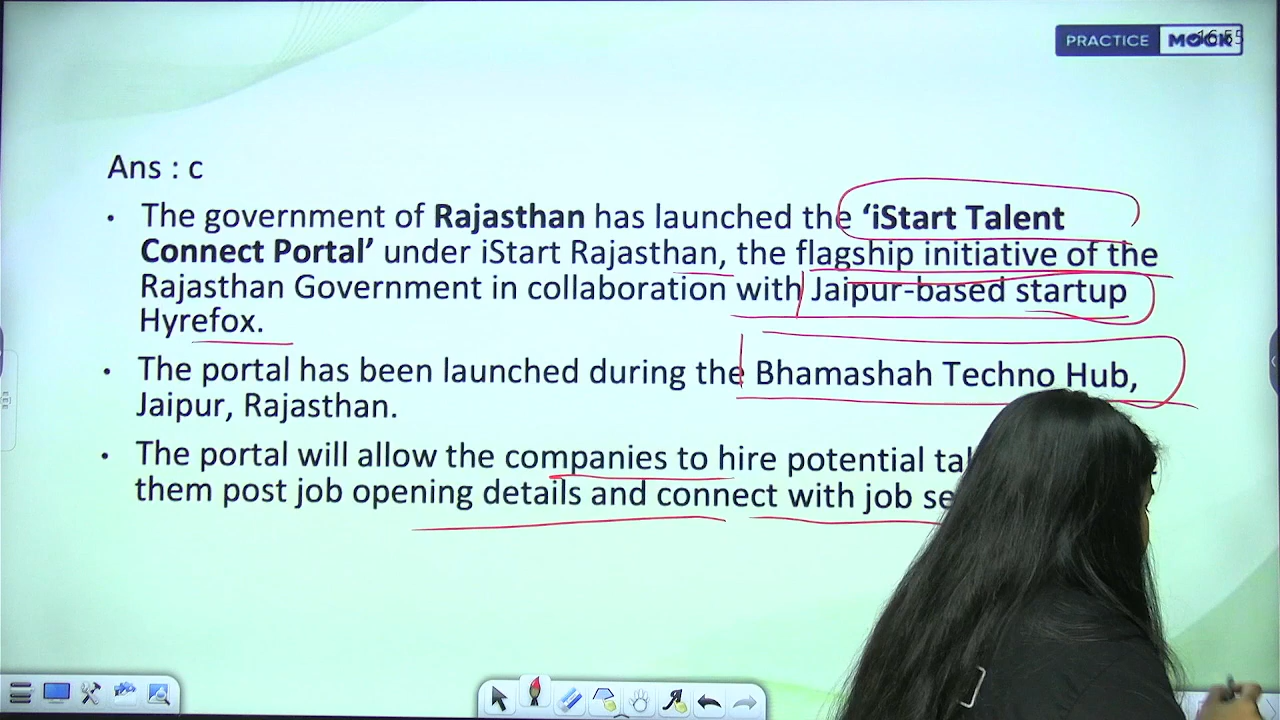 PRACTICE MOCK
16:55
Ans : c
• The government of Rajasthan has launched the ‘iStart Talent
Connect Portal’ under iStart Rajasthan, the flagship initiative of the
Rajasthan Government in collaboration with Jaipur-based startup
Hyrefox.
• The portal has been launched during the Bhamashah Techno Hub,
Jaipur, Rajasthan.
• The portal will allow the companies to hire potential
them post job opening details and connect with job